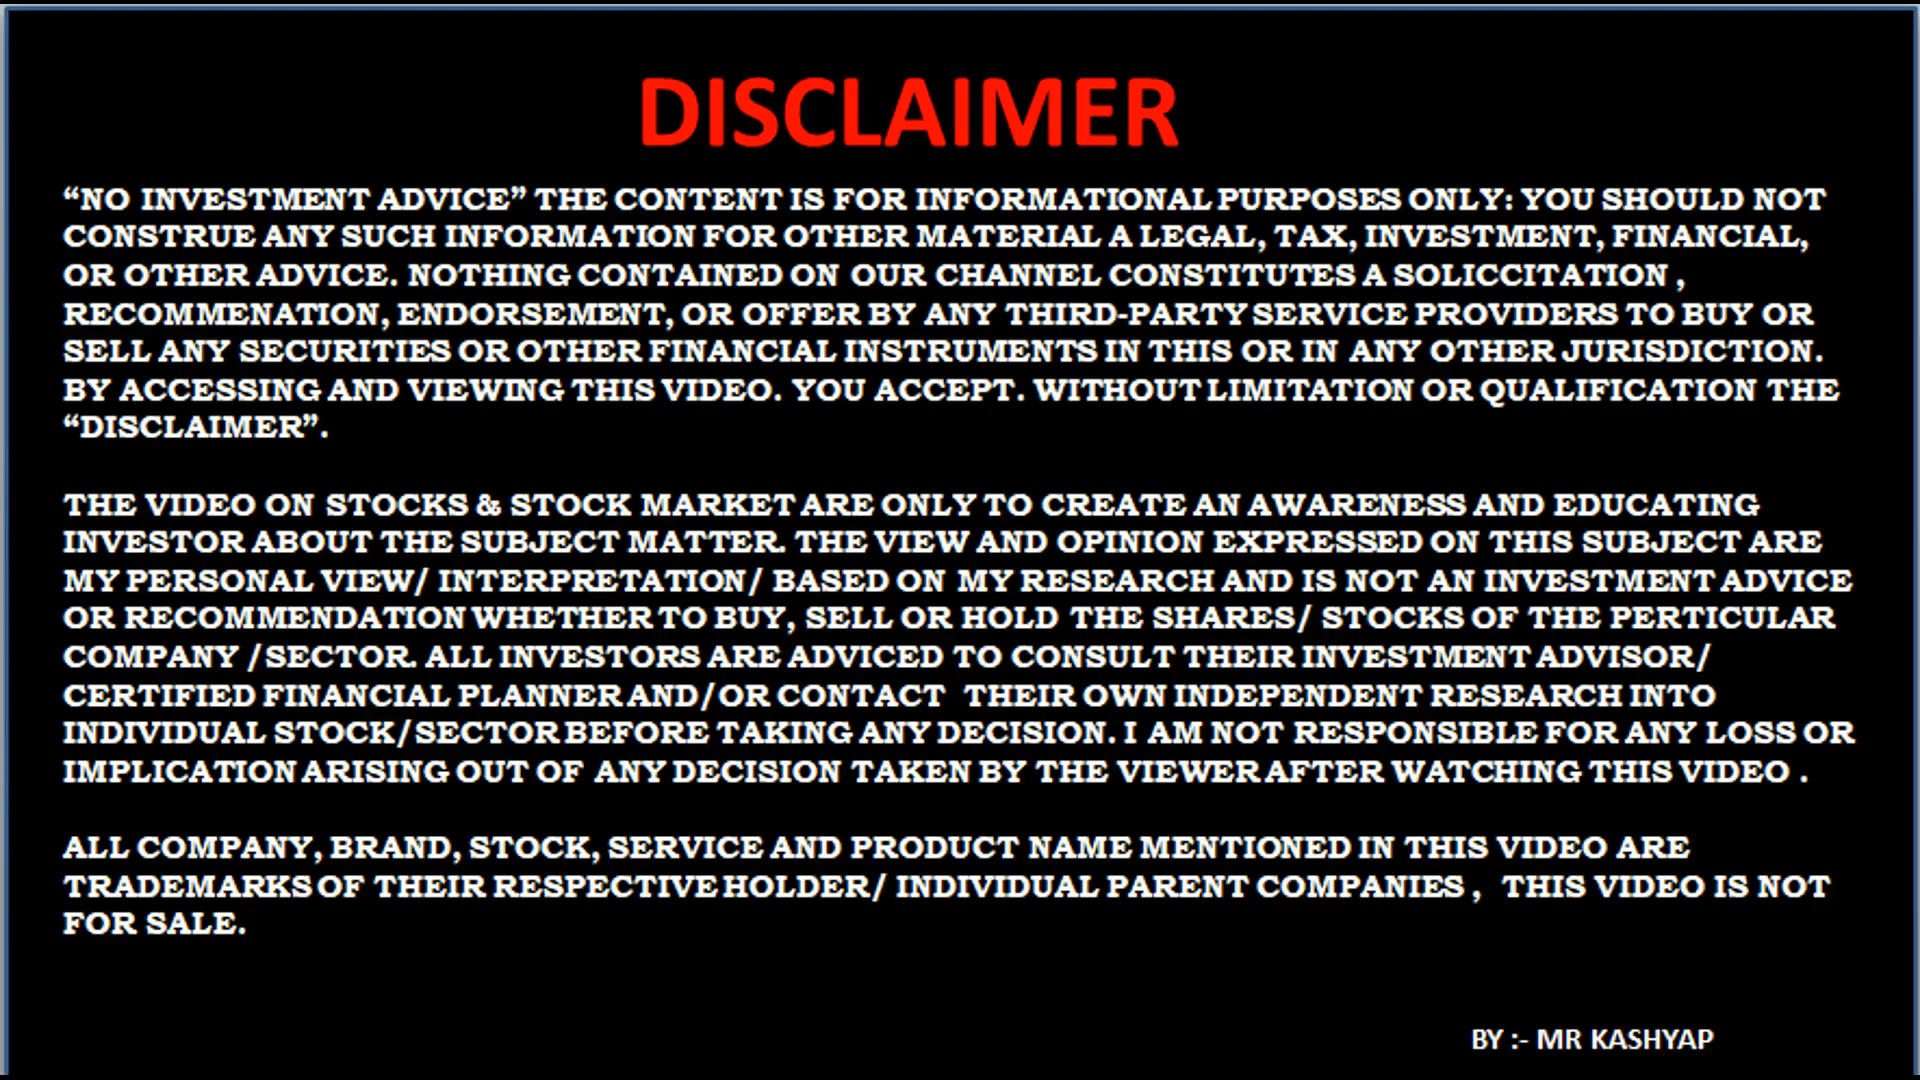 DISCLAIMER
“NO INVESTMENT ADVICE” THE CONTENT IS FOR INFORMATIONAL PURPOSES ONLY: YOU SHOULD NOT
CONSTRUE ANY SUCH INFORMATION FOR OTHER MATERIAL A LEGAL, TAX, INVESTMENT, FINANCIAL,
OR OTHER ADVICE. NOTHING CONTAINED ON OUR CHANNEL CONSTITUTES A SOLICCITATION ,
RECOMMENATION, ENDORSEMENT, OR OFFER BY ANY THIRD-PARTY SERVICE PROVIDERS TO BUY OR
SELL ANY SECURITIES OR OTHER FINANCIAL INSTRUMENTS IN THIS OR IN ANY OTHER JURISDICTION.
BY ACCESSING AND VIEWING THIS VIDEO. YOU ACCEPT. WITHOUT LIMITATION OR QUALIFICATION THE
“DISCLAIMER”.
THE VIDEO ON STOCKS & STOCK MARKET ARE ONLY TO CREATE AN AWARENESS AND EDUCATING
INVESTOR ABOUT THE SUBJECT MATTER. THE VIEW AND OPINION EXPRESSED ON THIS SUBJECT ARE
MY PERSONAL VIEW/ INTERPRETATION/ BASED ON MY RESEARCH AND IS NOT AN INVESTMENT ADVICE
OR RECOMMENDATION WHETHER TO BUY, SELL OR HOLD THE SHARES/ STOCKS OF THE PERTICULAR
COMPANY /SECTOR. ALL INVESTORS ARE ADVICED TO CONSULT THEIR INVESTMENT ADVISOR/
CERTIFIED FINANCIAL PLANNER AND/OR CONTACT THEIR OWN INDEPENDENT RESEARCH INTO
INDIVIDUAL STOCK/SECTOR BEFORE TAKING ANY DECISION. I AM NOT RESPONSIBLE FOR ANY LOSS OR
IMPLICATION ARISING OUT OF ANY DECISION TAKEN BY THE VIEWER AFTER WATCHING THIS VIDEO .
ALL COMPANY, BRAND, STOCK, SERVICE AND PRODUCT NAME MENTIONED IN THIS VIDEO ARE
TRADEMARKS OF THEIR RESPECTIVE HOLDER/ INDIVIDUAL PARENT COMPANIES , THIS VIDEO IS NOT
FOR SALE.
BY :- MR KASHYAP